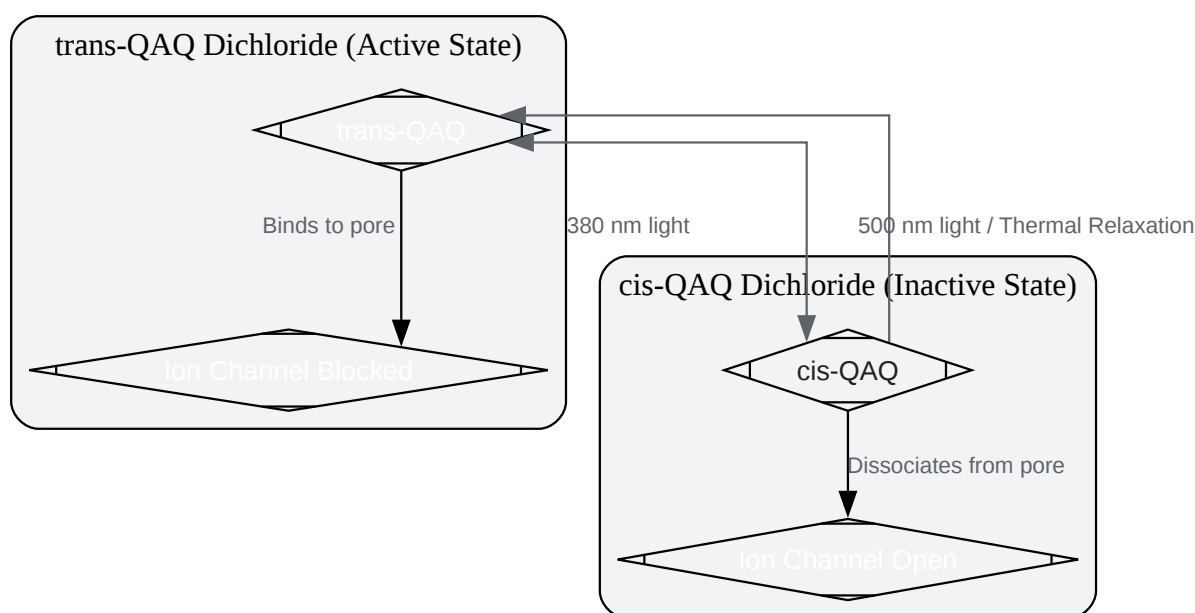 trans-QAQ Dichloride (Active State)
trans-QAQ
Binds to pore
380 nm light
500 nm light / Thermal Relaxation
cis-QAQ Dichloride (Inactive State)
Ion Channel Blocked
cis-QAQ
Dissociates from pore
Ion Channel Open